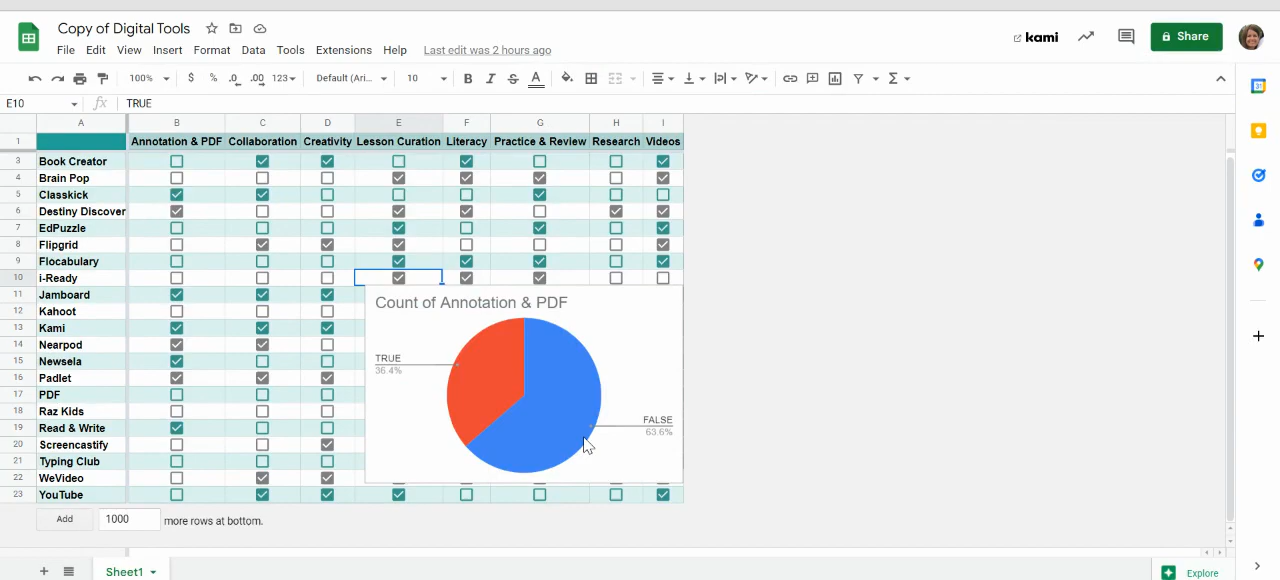 Copy of Digital Tools
File Edit View Insert Format Data Tools Extensions Help Last edit was 2 hours ago
kami
Share
100% $ % .0 .00 123 Default (Ari... 10 B I S A
E10 fx TRUE
A B C D E F G H I
1 Annotation & PDF Collaboration Creativity Lesson Curation Literacy Practice & Review Research Videos
3 Book Creator
4 Brain Pop
5 Classkick
6 Destiny Discover
7 EdPuzzle
8 Flipgrid
9 Flocabulary
10 i-Ready
11 Jamboard
12 Kahoot
13 Kami
14 Nearpod
15 Newsela
16 Padlet
17 PDF
18 Raz Kids
19 Read & Write
20 Screencastify
21 Typing Club
22 WeVideo
23 YouTube
Count of Annotation & PDF
TRUE
36.4%
FALSE
63.6%
Add 1000 more rows at bottom.
Sheet1
Explore
31